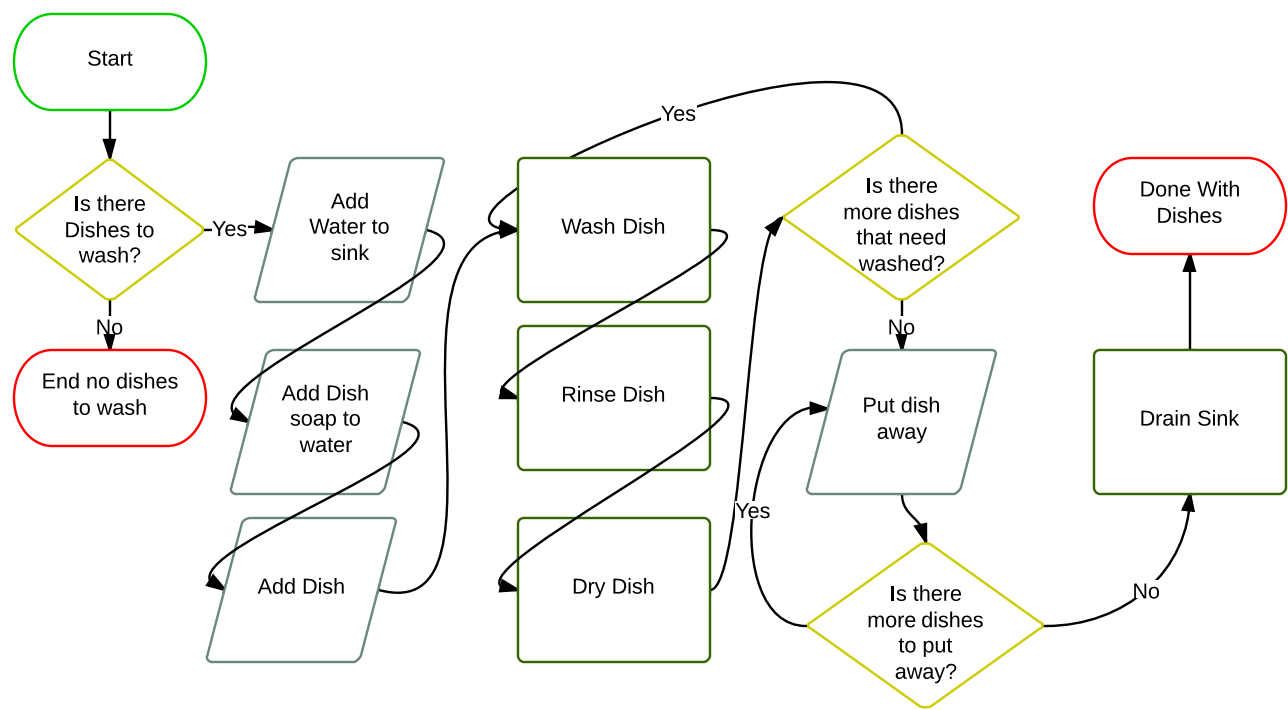 Start
Is there
Dishes to
wash?
Yes
No
End no dishes
to wash
Add
Water to
sink
Add Dish
soap to
water
Add Dish
Yes
Wash Dish
Rinse Dish
Dry Dish
Is there
more dishes
that need
washed?
No
Put dish
away
Yes
Is there
more dishes
to put
away?
No
Drain Sink
Done With
Dishes